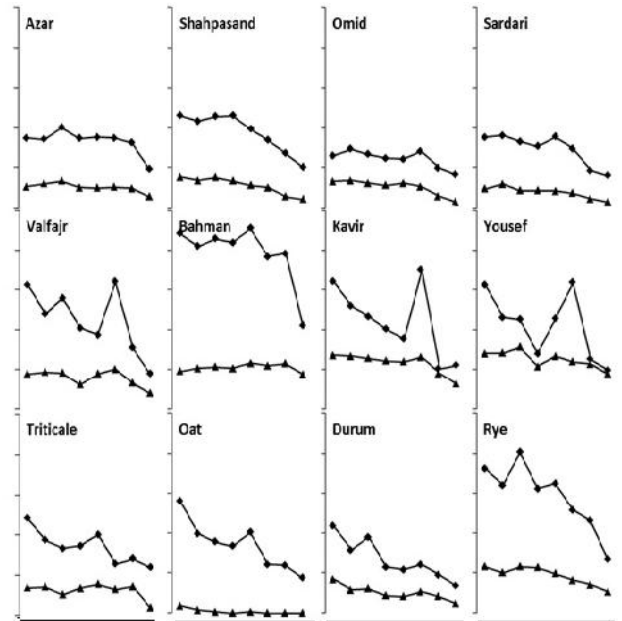 Azar
Shahpasand
Omid
Sardari
Valfajr
Bahman
Kavir
Yousef
Triticale
Oat
Durum
Rye